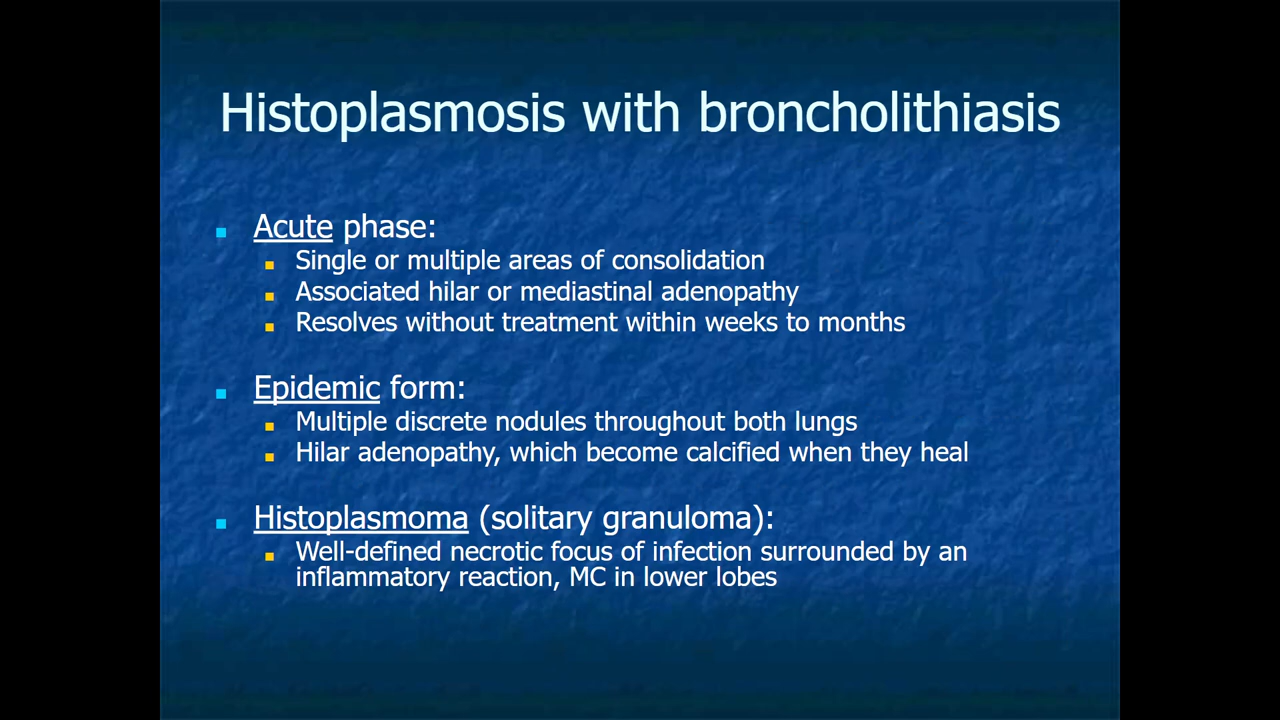 Histoplasmosis with broncholithiasis
Acute phase:
Single or multiple areas of consolidation
Associated hilar or mediastinal adenopathy
Resolves without treatment within weeks to months
Epidemic form:
Multiple discrete nodules throughout both lungs
Hilar adenopathy, which become calcified when they heal
Histoplasmoma (solitary granuloma):
Well-defined necrotic focus of infection surrounded by an
inflammatory reaction, MC in lower lobes